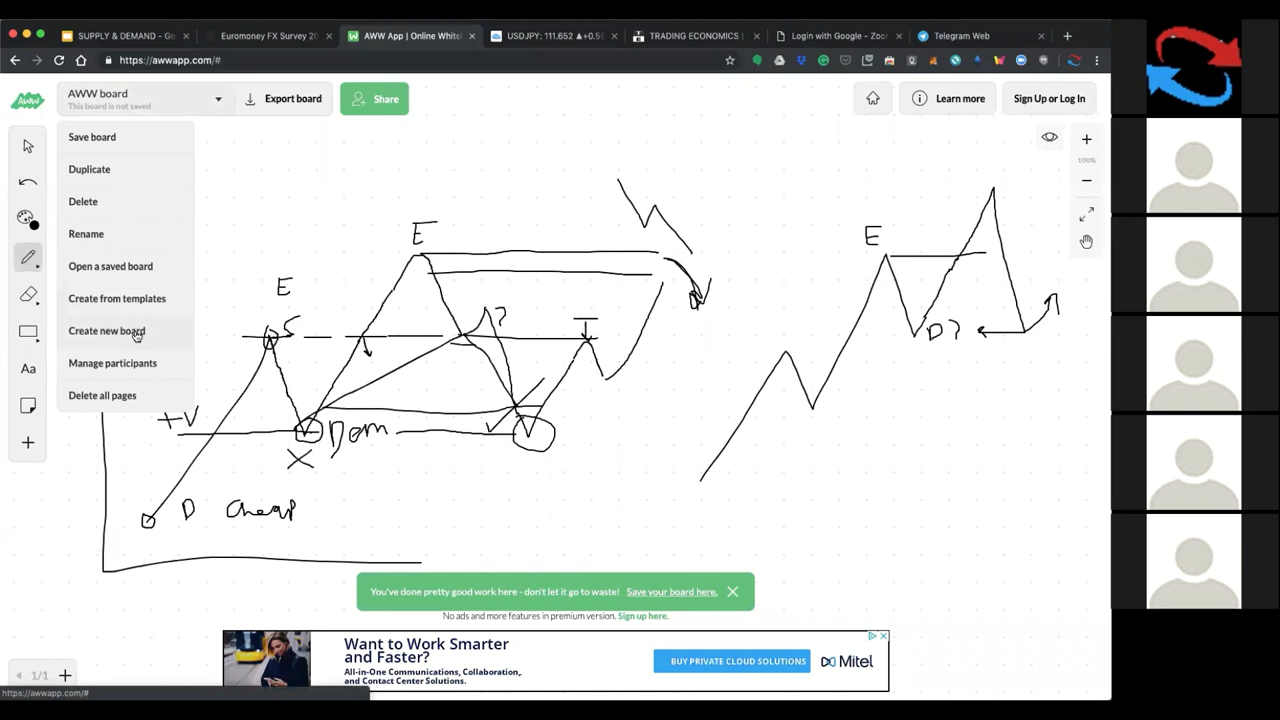 SUPPLY & DEMAND - Go
Euromoney FX Survey 20
AWW App | Online White
USDJPY: 111.652 ▲+0.5
TRADING ECONOMICS |
Login with Google - Zoo
Telegram Web
https://awwapp.com/#
AWW
AWW board
This board is not saved
Export board
Share
Learn more
Sign Up or Log In
Save board
Duplicate
Delete
Rename
Open a saved board
Create from templates
Create new board
Manage participants
Delete all pages
Aa
100%
E
E
S
?
I
E
D?
+V
Dem
X
D Cheap
You've done pretty good work here - don't let it go to waste! Save your board here.
No ads and more features in premium version. Sign up here.
Want to Work Smarter
and Faster?
All-in-One Communications, Collaboration,
and Contact Center Solutions.
BUY PRIVATE CLOUD SOLUTIONS
Mitel
1/1
https://awwapp.com/#